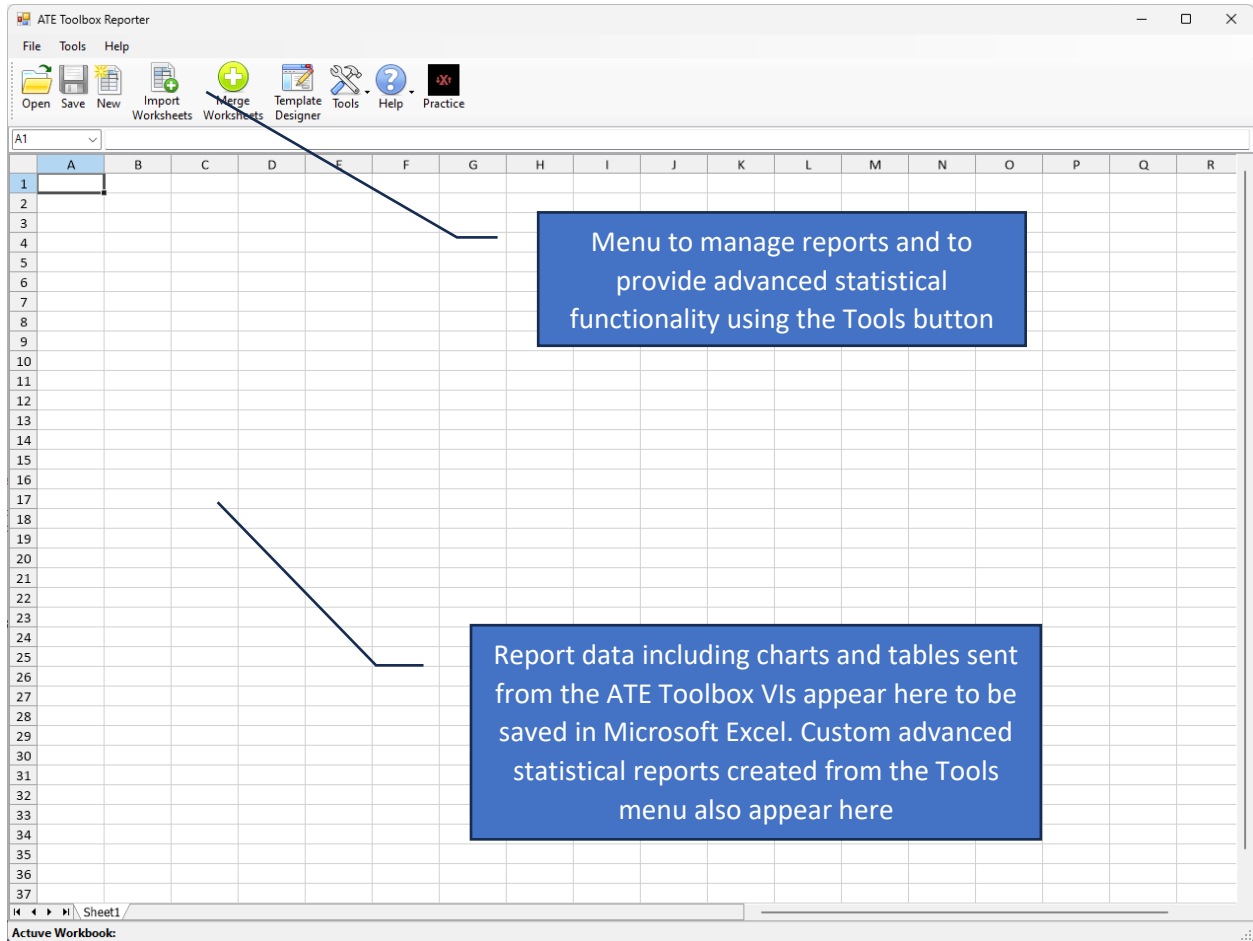 ATE Toolbox Reporter
File Tools Help
Open Save New Import Worksheets Merge Worksheets Template Designer Tools Help Practice
A1
A B C D E F G H I J K L M N O P Q R
1
2
3
Menu to manage reports and to
provide advanced statistical
functionality using the Tools button
4
5
6
7
8
9
10
11
12
13
14
15
16
17
18
19
20
21
22
23
24
Report data including charts and tables sent
from the ATE Toolbox VIs appear here to be
saved in Microsoft Excel. Custom advanced
statistical reports created from the Tools
menu also appear here
25
26
27
28
29
30
31
32
33
34
35
36
37
Sheet1
Actuve Workbook: